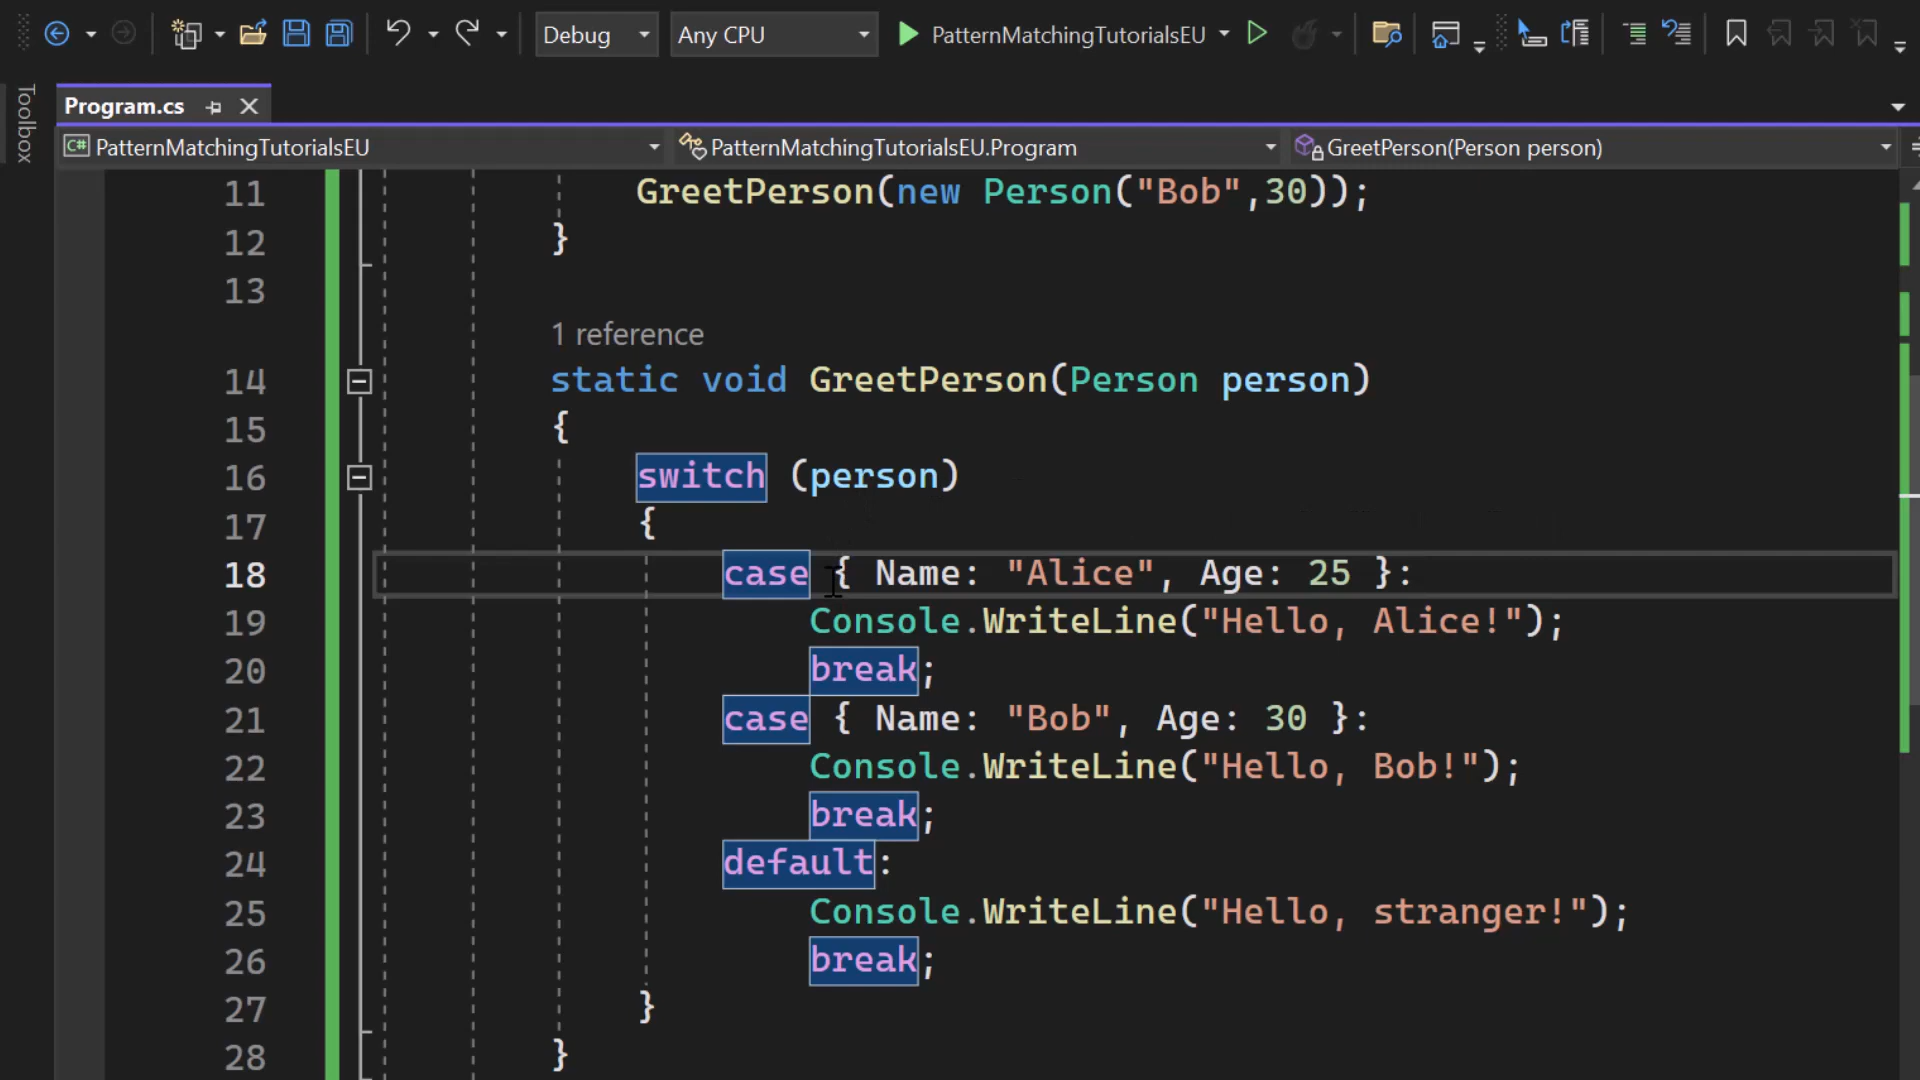 Debug Any CPU PatternMatchingTutorialsEU
Toolbox
Program.cs
C# PatternMatchingTutorialsEU PatternMatchingTutorialsEU.Program GreetPerson(Person person)
11 GreetPerson(new Person("Bob",30));
12 }
13
1 reference
14 static void GreetPerson(Person person)
15 {
16 switch (person)
17 {
18 case { Name: "Alice", Age: 25 }:
19 Console.WriteLine("Hello, Alice!");
20 break;
21 case { Name: "Bob", Age: 30 }:
22 Console.WriteLine("Hello, Bob!");
23 break;
24 default:
25 Console.WriteLine("Hello, stranger!");
26 break;
27 }
28 }